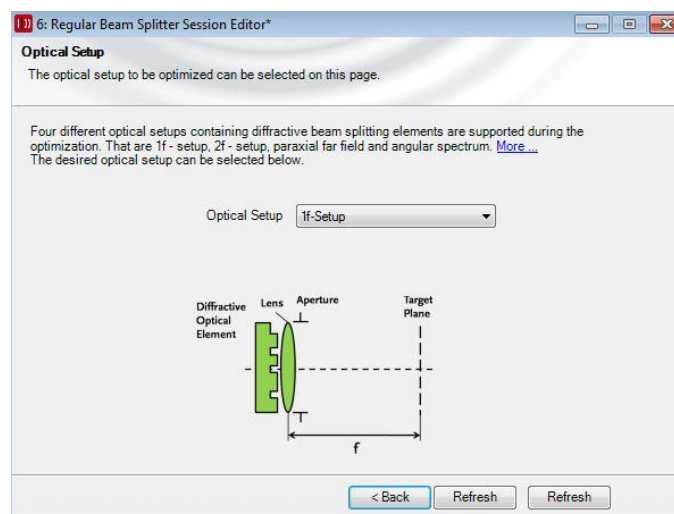 6: Regular Beam Splitter Session Editor*
Optical Setup
The optical setup to be optimized can be selected on this page.
Four different optical setups containing diffractive beam splitting elements are supported during the
optimization. That are 1f - setup, 2f - setup, paraxial far field and angular spectrum. More ...
The desired optical setup can be selected below.
Optical Setup 1f-Setup
Diffractive
Optical
Element
Lens
Aperture
Target
Plane
f
< Back Refresh Refresh